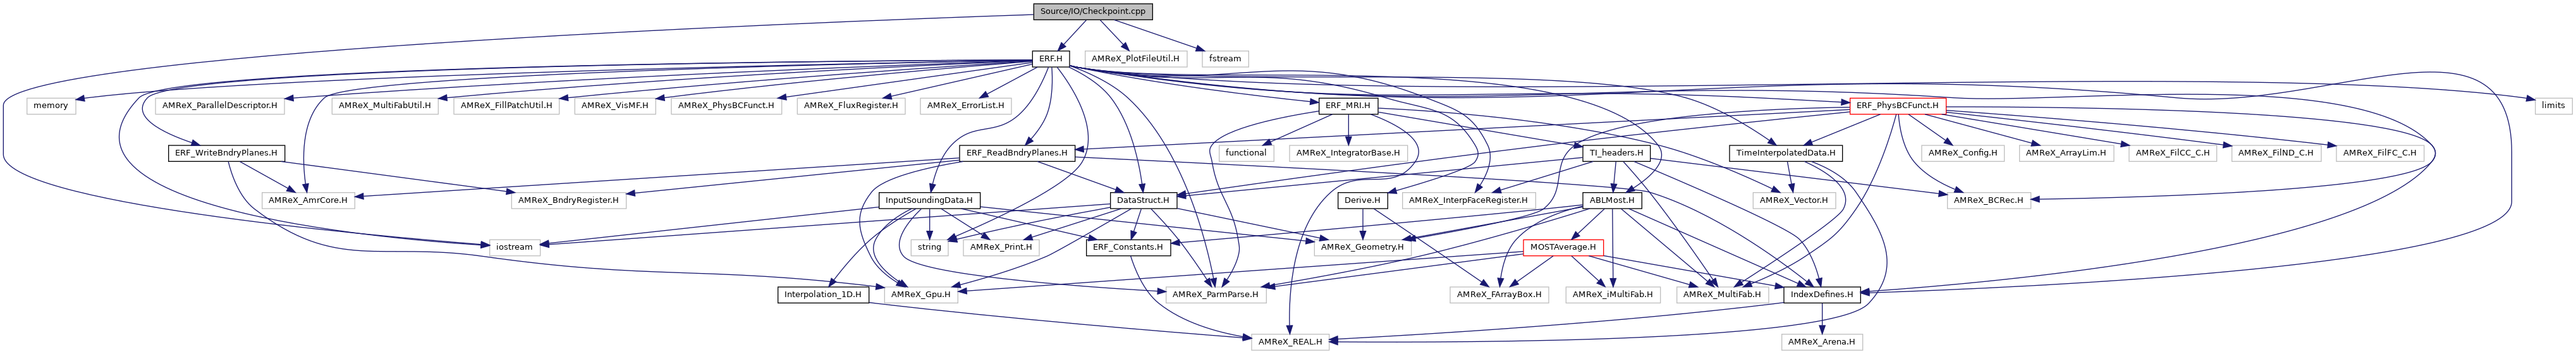 Source/IO/Checkpoint.cpp
ERF.H
AMReX_PlotFileUtil.H
fstream
memory
AMReX_ParallelDescriptor.H
AMReX_MultiFabUtil.H
AMReX_FillPatchUtil.H
AMReX_VisMF.H
AMReX_PhysBCFunct.H
AMReX_FluxRegister.H
AMReX_ErrorList.H
ERF_MRI.H
ERF_PhysBCFunct.H
limits
ERF_WriteBndryPlanes.H
ERF_ReadBndryPlanes.H
functional
AMReX_IntegratorBase.H
TI_headers.H
TimeInterpolatedData.H
AMReX_Config.H
AMReX_ArrayLim.H
AMReX_FilCC_C.H
AMReX_FilND_C.H
AMReX_FilFC_C.H
AMReX_AmrCore.H
AMReX_BndryRegister.H
InputSoundingData.H
DataStruct.H
Derive.H
AMReX_InterpFaceRegister.H
ABLMost.H
AMReX_Vector.H
AMReX_BCRec.H
iostream
string
AMReX_Print.H
ERF_Constants.H
AMReX_Geometry.H
MOSTAverage.H
Interpolation_1D.H
AMReX_Gpu.H
AMReX_ParmParse.H
AMReX_FArrayBox.H
AMReX_iMultiFab.H
AMReX_MultiFab.H
IndexDefines.H
AMReX_REAL.H
AMReX_Arena.H